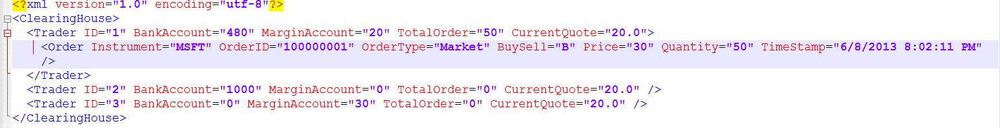 <?xml version="1.0" encoding="utf-8"?>
<ClearingHouse>
<Trader ID="1" BankAccount="480" MarginAccount="20" TotalOrder="50" CurrentQuote="20.0">
<Order Instrument="MSFT" OrderID="100000001" OrderType="Market" BuySell="B" Price="30" Quantity="50" TimeStamp="6/8/2013 8:02:11 PM"
/>
</Trader>
<Trader ID="2" BankAccount="1000" MarginAccount="0" TotalOrder="0" CurrentQuote="20.0" />
<Trader ID="3" BankAccount="0" MarginAccount="30" TotalOrder="0" CurrentQuote="20.0" />
</ClearingHouse>